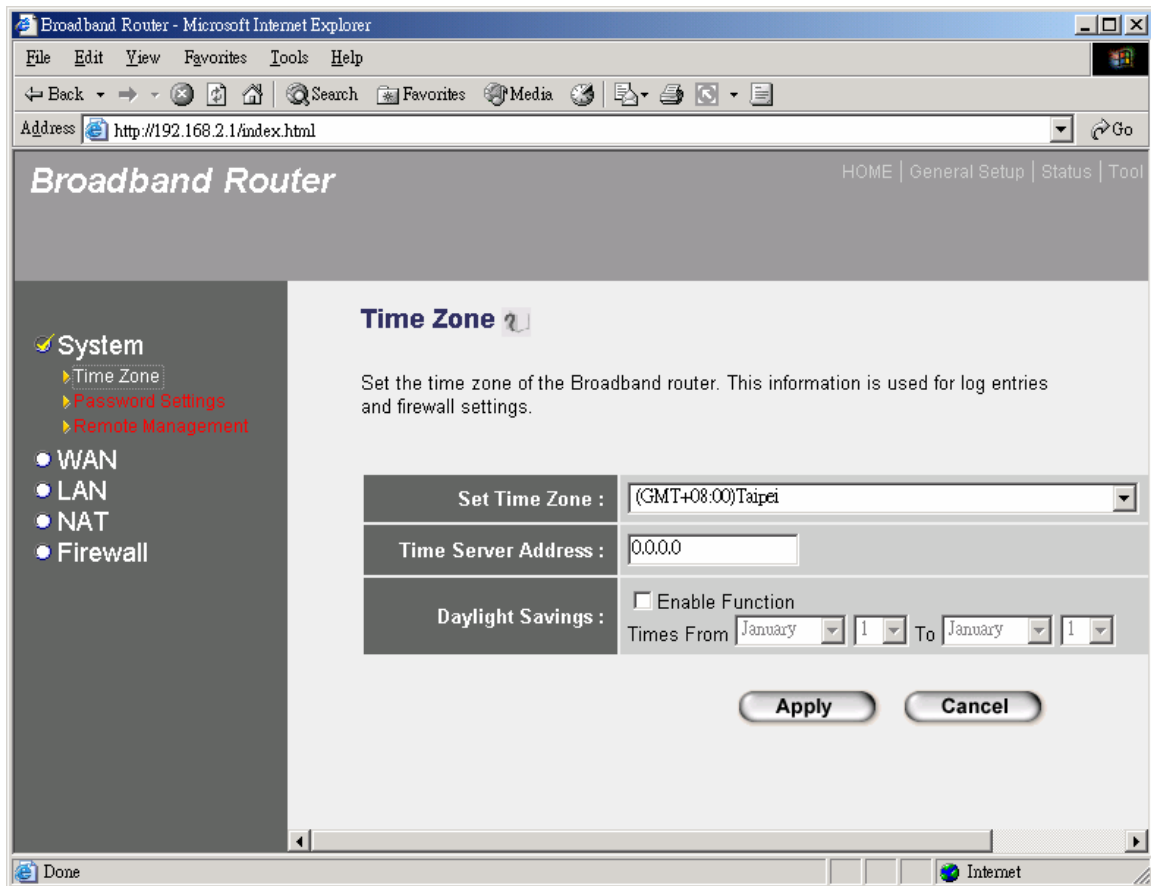 Broadband Router - Microsoft Internet Explorer
File Edit View Favorites Tools Help
Back Search Favorites Media
Address http://192.168.2.1/index.html Go
Broadband Router
HOME | General Setup | Status | Tool
System
Time Zone
Password Settings
Remote Management
WAN
LAN
NAT
Firewall
Time Zone
Set the time zone of the Broadband router. This information is used for log entries
and firewall settings.
Set Time Zone : (GMT+08:00)Taipei
Time Server Address : 0.0.0.0
Daylight Savings : Enable Function
Times From January 1 To January 1
Apply Cancel
Done Internet